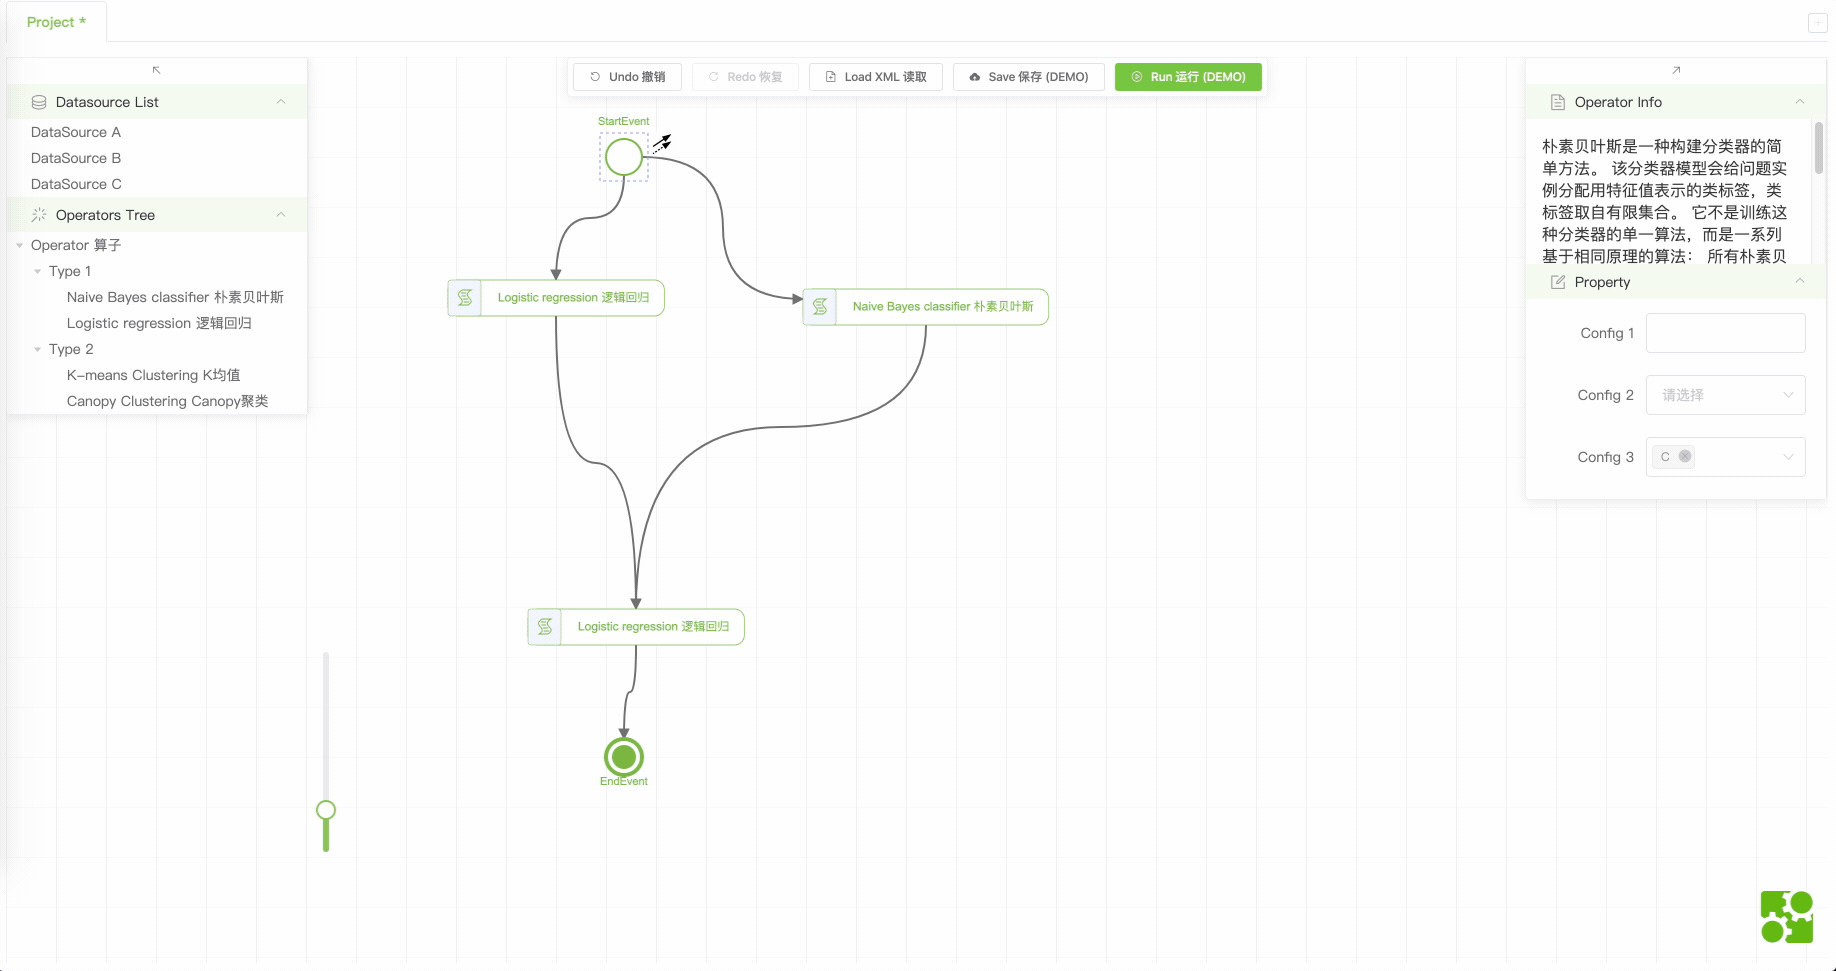 Project *
Undo 撤销
Redo 恢复
Load XML 读取
Save 保存 (DEMO)
Run 运行 (DEMO)
Datasource List
DataSource A
DataSource B
DataSource C
Operators Tree
Operator 算子
Type 1
Naive Bayes classifier 朴素贝叶斯
Logistic regression 逻辑回归
Type 2
K-means Clustering K均值
Canopy Clustering Canopy聚类
StartEvent
Logistic regression 逻辑回归
Naive Bayes classifier 朴素贝叶斯
Logistic regression 逻辑回归
EndEvent
Operator Info
朴素贝叶斯是一种构建分类器的简
单方法。 该分类器模型会给问题实
例分配用特征值表示的类标签，类
标签取自有限集合。 它不是训练这
种分类器的单一算法，而是一系列
基于相同原理的算法： 所有朴素贝
Property
Config 1
Config 2
请选择
Config 3
C